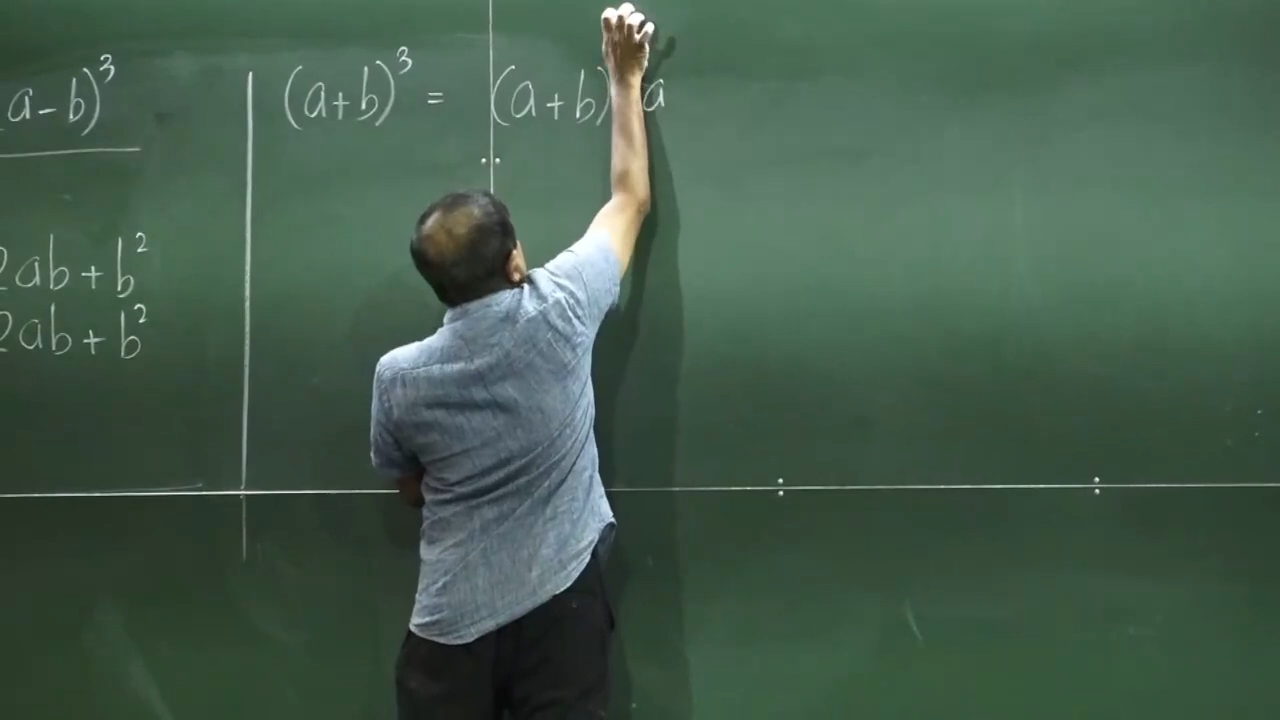 a-b)³
(a+b)³ = (a+b) a
2ab+b²
2ab+b²